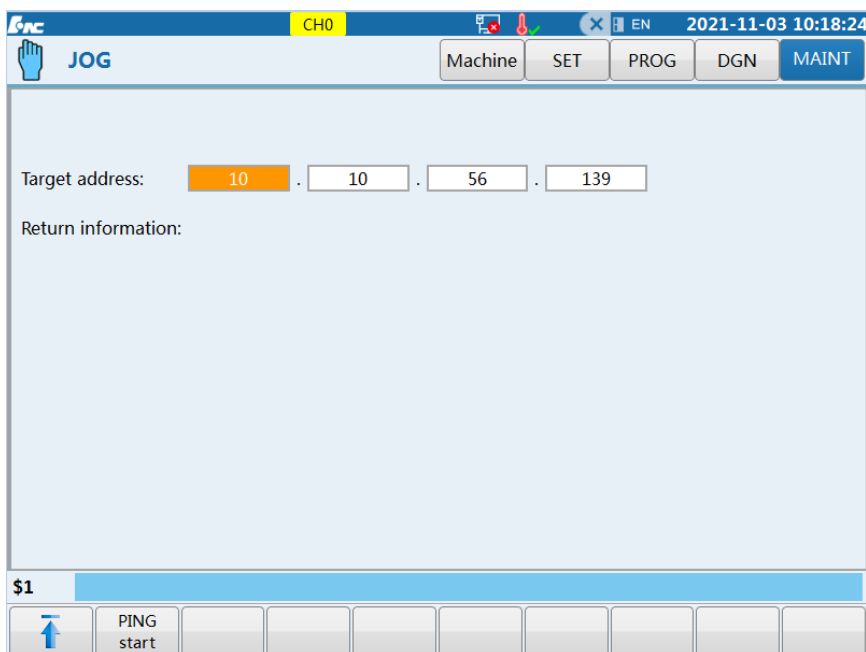 CH0 EN 2021-11-03 10:18:24
JOG Machine SET PROG DGN MAINT
Target address: 10 . 10 . 56 . 139
Return information:
$1
PING
start